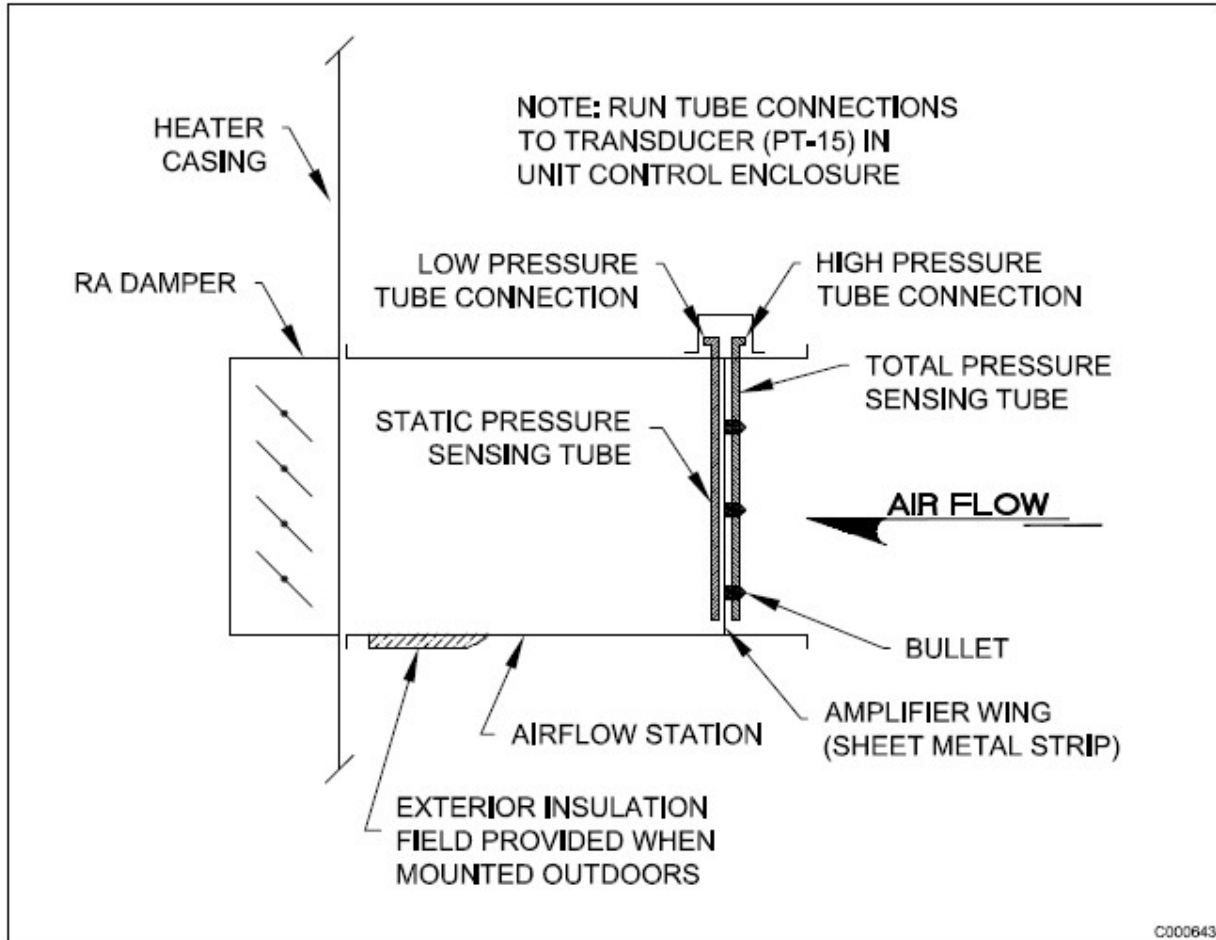 NOTE: RUN TUBE CONNECTIONS
TO TRANSDUCER (PT-15) IN
UNIT CONTROL ENCLOSURE
HEATER
CASING
RA DAMPER
LOW PRESSURE
TUBE CONNECTION
HIGH PRESSURE
TUBE CONNECTION
TOTAL PRESSURE
SENSING TUBE
STATIC PRESSURE
SENSING TUBE
AIR FLOW
BULLET
AMPLIFIER WING
(SHEET METAL STRIP)
AIRFLOW STATION
EXTERIOR INSULATION
FIELD PROVIDED WHEN
MOUNTED OUTDOORS
C000643